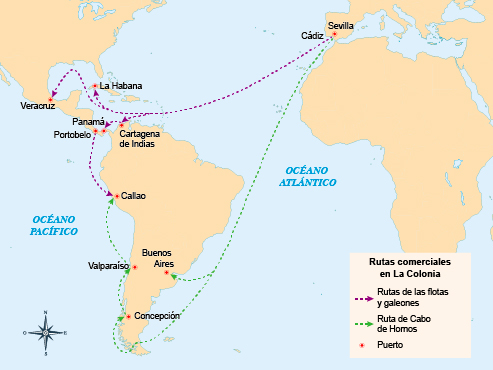 Sevilla
Cádiz
La Habana
Veracruz
Panamá
Portobelo
Cartagena
de Indias
OCÉANO
ATLÁNTICO
Callao
OCÉANO
PACÍFICO
Buenos
Aires
Valparaíso
Concepción
Rutas comerciales
en La Colonia
Rutas de las flotas
y galeones
Ruta de Cabo
de Hornos
Puerto
N
O
E
S